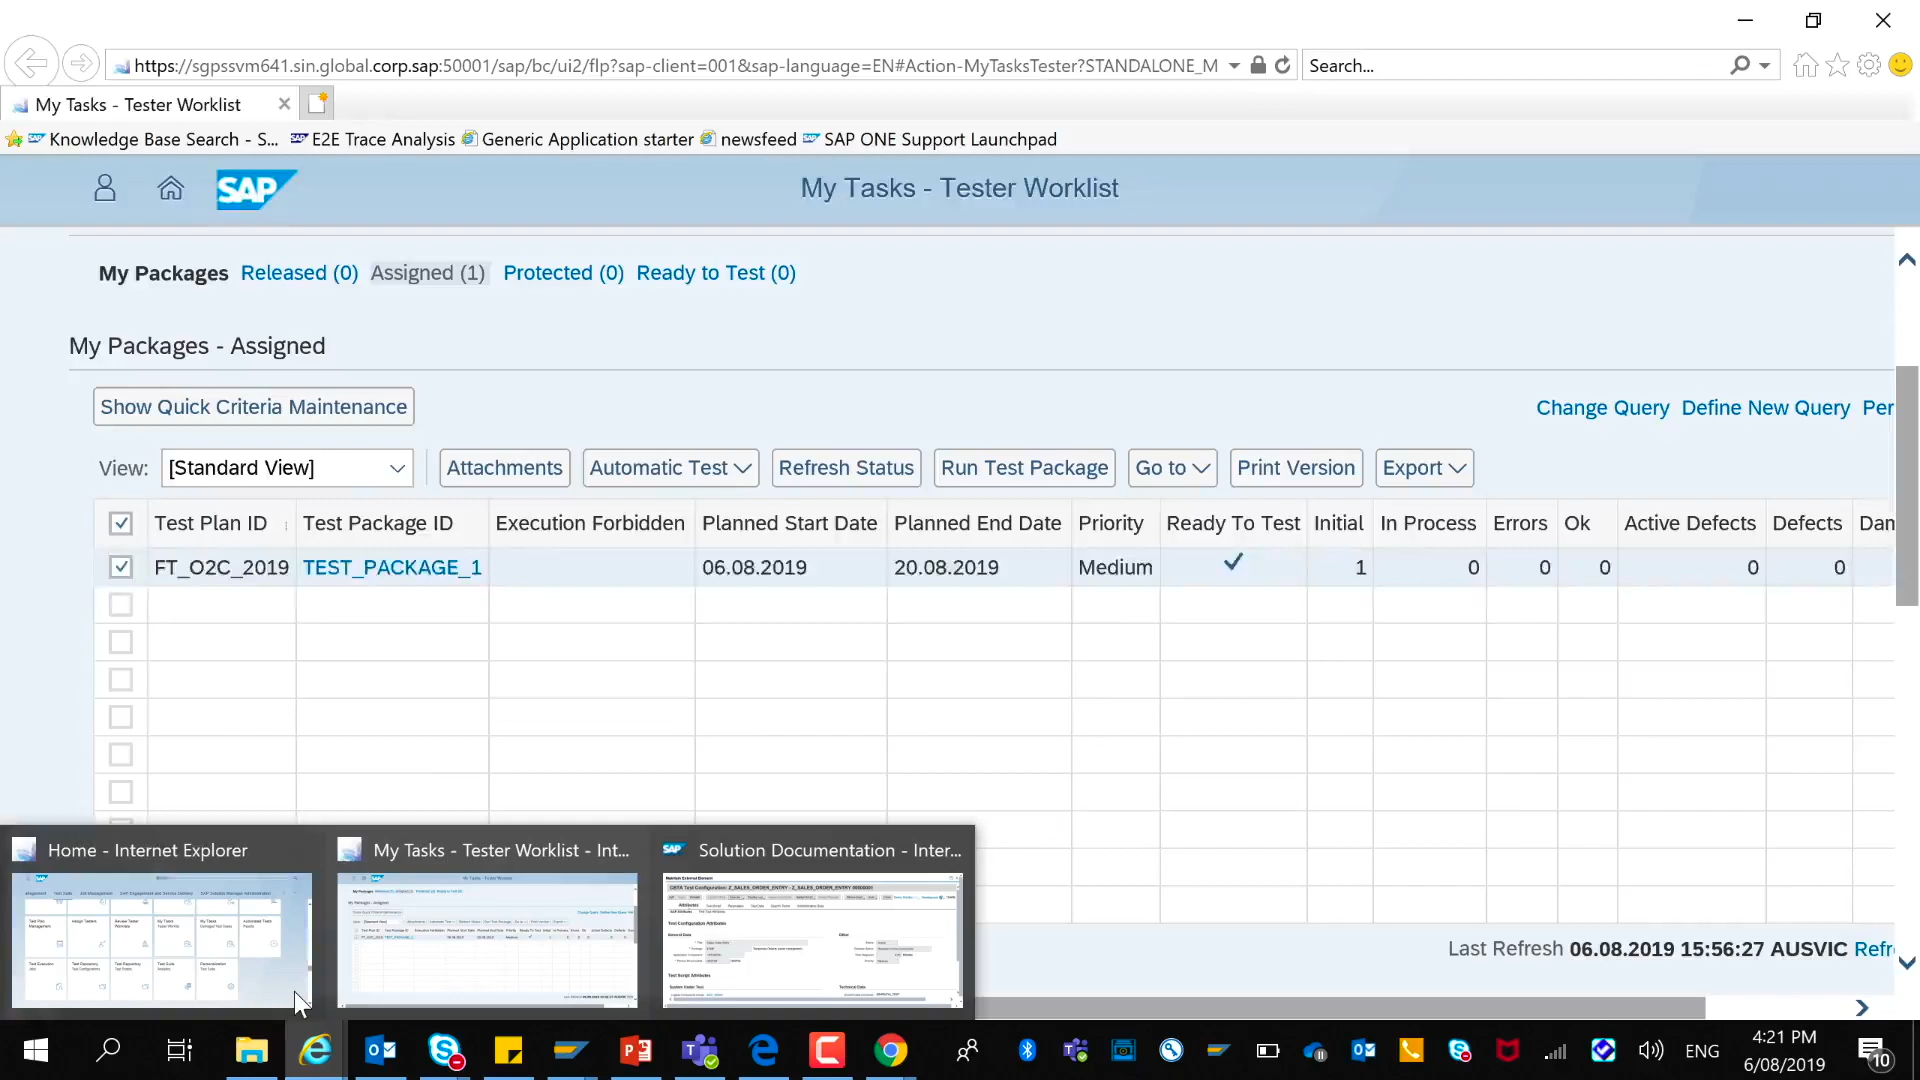 https://sgpssvm641.sin.global.corp.sap:50001/sap/bc/ui2/flp?sap-client=001&sap-language=EN#Action-MyTasksTester?STANDALONE_M
Search...
My Tasks - Tester Worklist
Knowledge Base Search - S... E2E Trace Analysis Generic Application starter newsfeed SAP ONE Support Launchpad
SAP
My Tasks - Tester Worklist
My Packages Released (0) Assigned (1) Protected (0) Ready to Test (0)
My Packages - Assigned
Show Quick Criteria Maintenance
Change Query Define New Query Per
View: [Standard View] Attachments Automatic Test Refresh Status Run Test Package Go to Print Version Export
Test Plan ID Test Package ID Execution Forbidden Planned Start Date Planned End Date Priority Ready To Test Initial In Process Errors Ok Active Defects Defects Dam
FT_O2C_2019 TEST_PACKAGE_1 06.08.2019 20.08.2019 Medium 1 0 0 0 0 0
Home - Internet Explorer
My Tasks - Tester Worklist - Int...
SAP Solution Documentation - Inter...
Last Refresh 06.08.2019 15:56:27 AUSVIC Refr
ENG
4:21 PM
6/08/2019
10